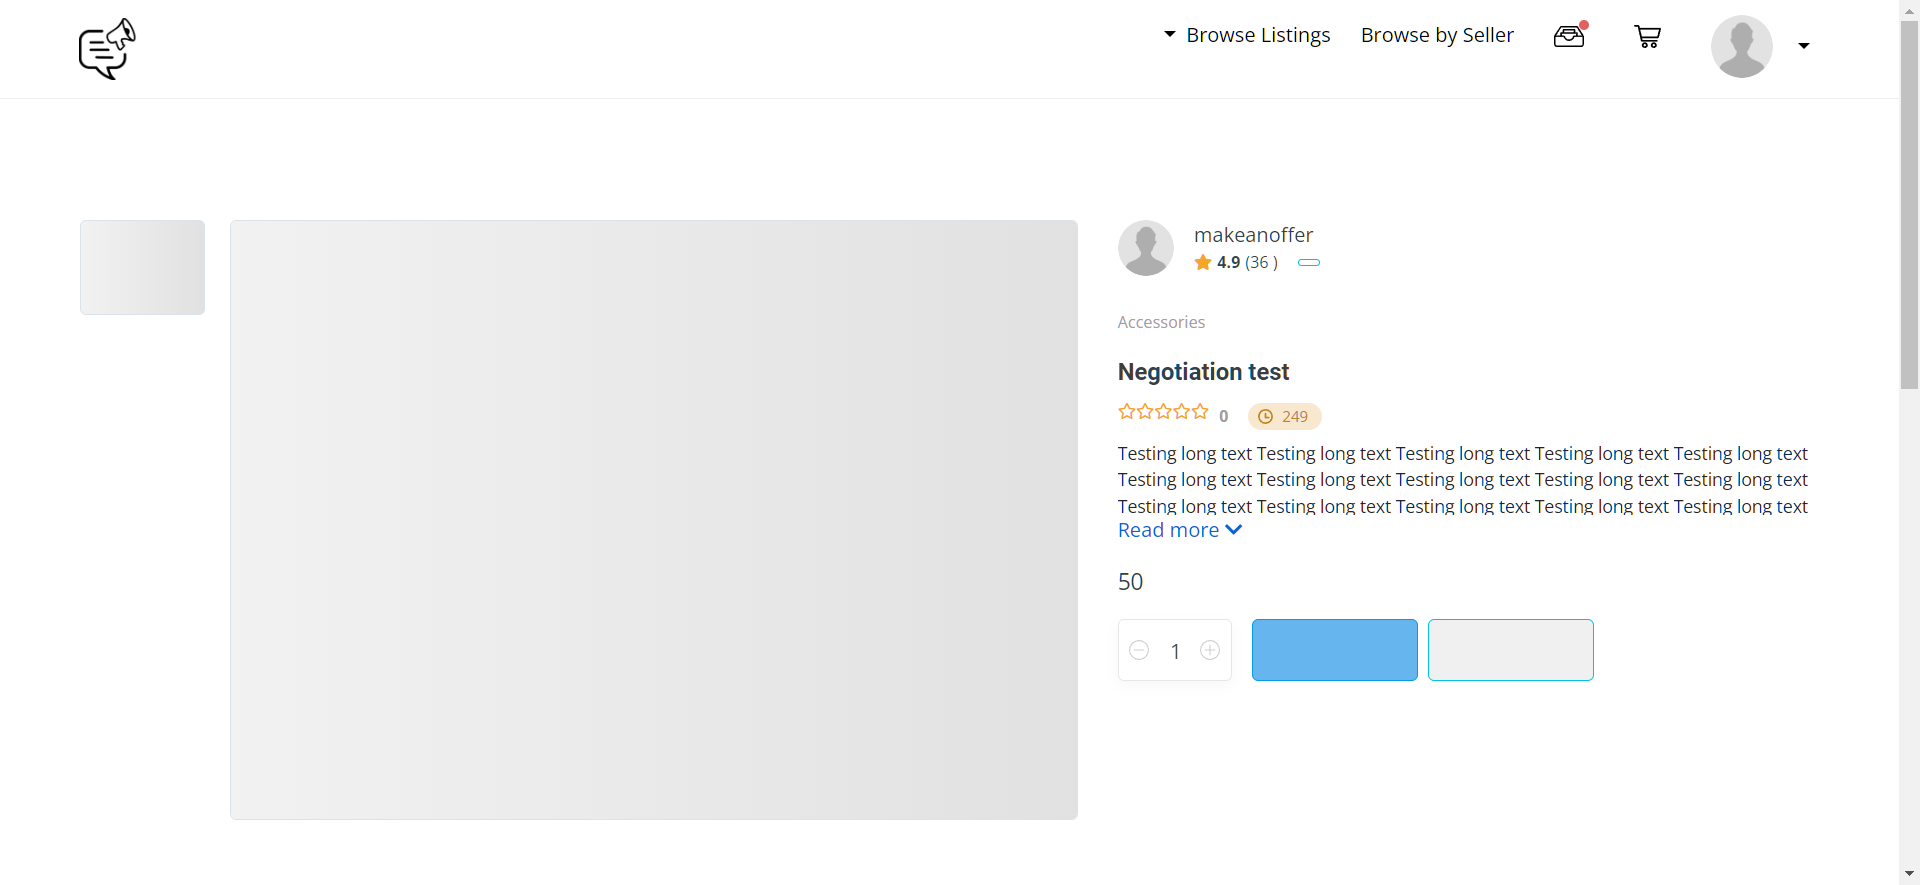 Browse Listings
Browse by Seller
makeanoffer
4.9 (36 )
Accessories
Negotiation test
0
249
Testing long text Testing long text Testing long text Testing long text Testing long text
Testing long text Testing long text Testing long text Testing long text Testing long text
Testing long text Testing long text Testing long text Testing long text Testing long text
Read more
50
1